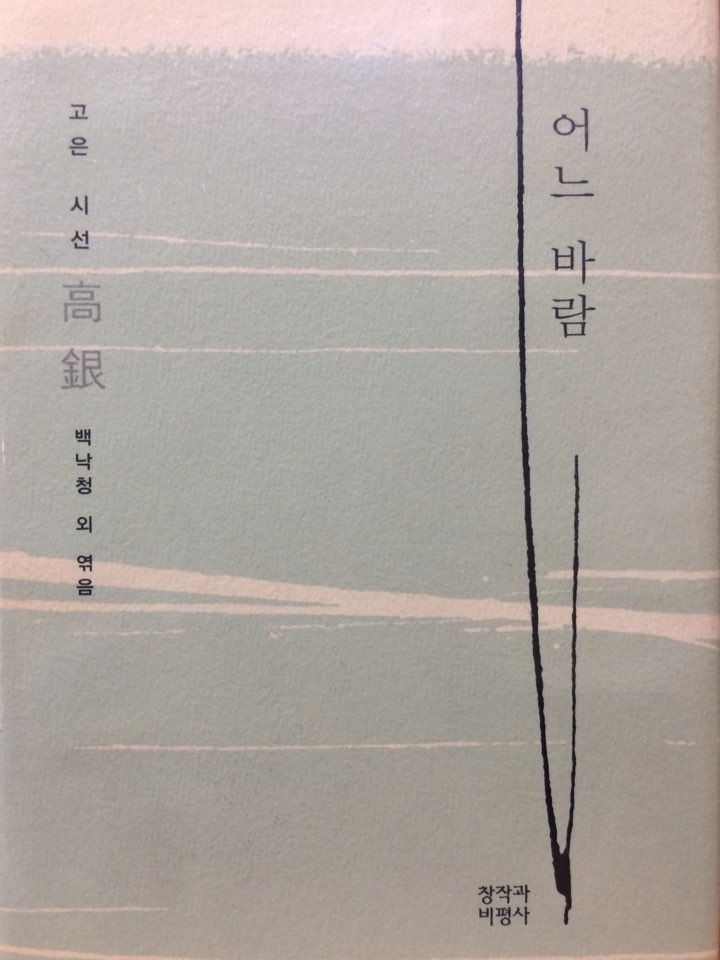 어느 바람
고은 시선
高銀
백낙청 외 엮음
창작과
비평사